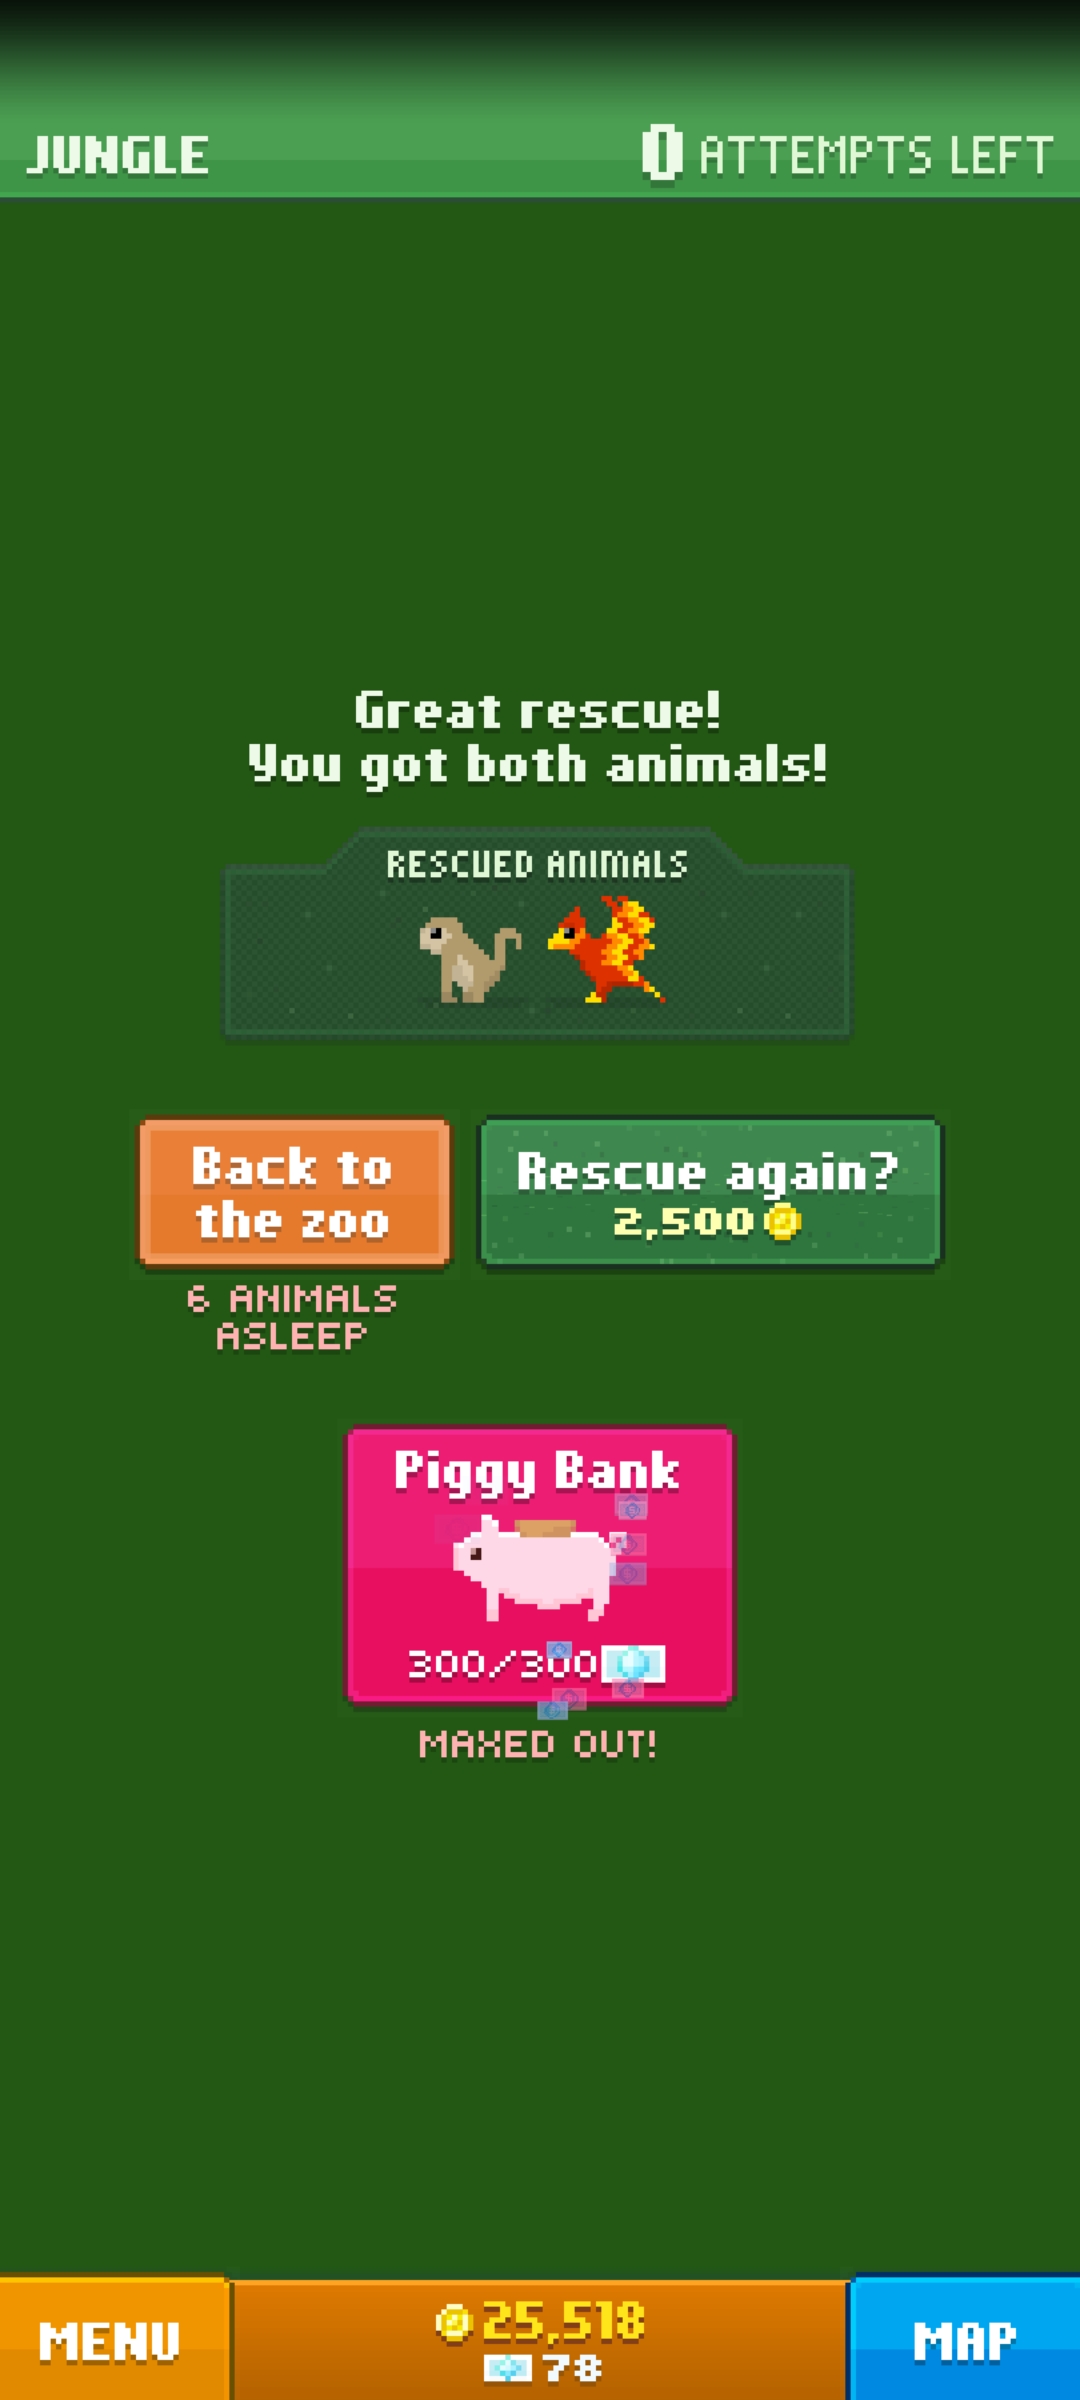 JUNGLE
0 ATTEMPTS LEFT
Great rescue!
You got both animals!
RESCUED ANIMALS
Back to
the zoo
Rescue again?
2,500
6 ANIMALS
ASLEEP
Piggy Bank
300/300
MAXED OUT!
MENU
25,518
78
MAP